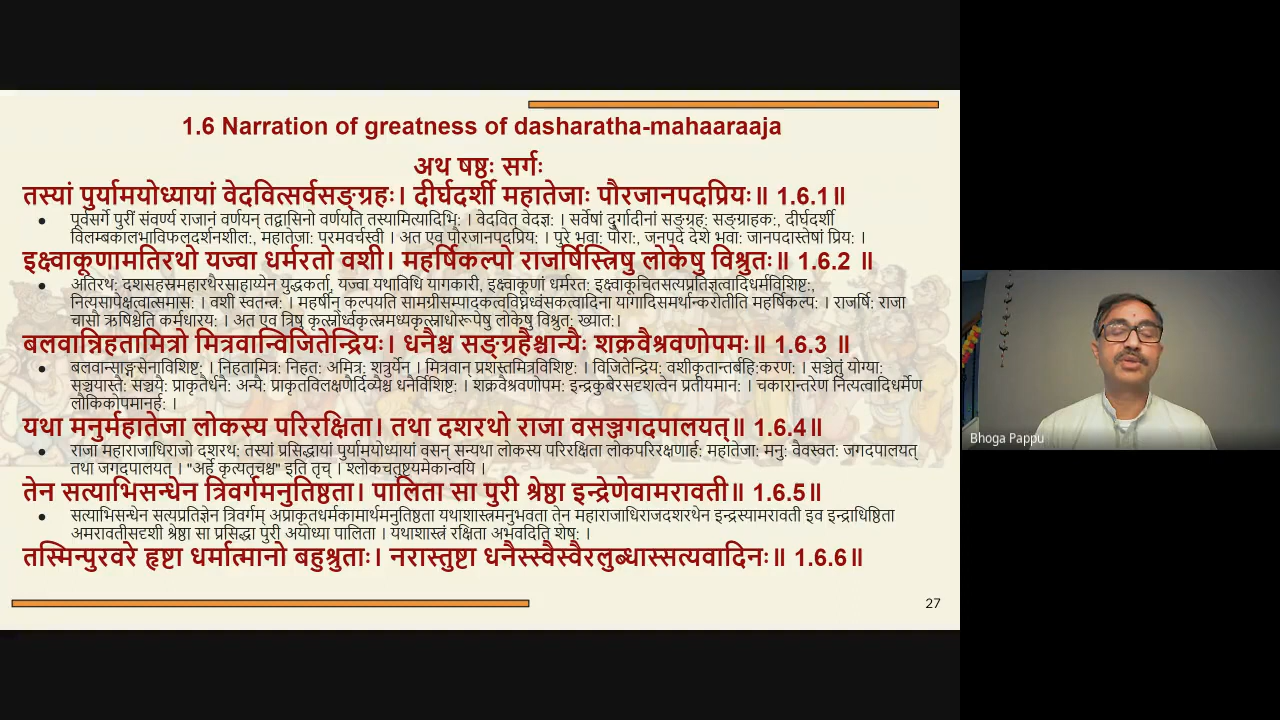 1.6 Narration of greatness of dasharatha-mahaaraaja
अथ षष्ठः सर्गः
तस्यां पुर्यामयोध्यायां वेदवित्सर्वसङ्ग्रहः। दीर्घदर्शी महातेजाः पौरजानपदप्रियः॥ 1.6.1॥
• पूर्वसर्गे पुरीं संवर्ण्य राजानं वर्णयन् तद्वासिनो वर्णयति तस्यामित्यादिभि: । वेदवित् वेदज्ञ: । सर्वेषां दुर्गादीनां सङ्ग्रह: सङ्ग्राहक:, दीर्घदर्शी
विलम्बकालभाविफलदर्शनशील:, महातेजा: परमवर्चस्वी । अत एव पौरजानपदप्रिय: । पुरे भवा: पौरा:, जनपदे देशे भवा: जानपदास्तेषां प्रिय: ।
इक्ष्वाकूणामतिरथो यज्वा धर्मरतो वशी। महर्षिकल्पो राजर्षिस्त्रिषु लोकेषु विश्रुतः॥ 1.6.2 ॥
• अतिरथ: दशसहस्रमहारथैरसाहाय्येन युद्धकर्ता, यज्वा यथाविधि यागकारी, इक्ष्वाकूणां धर्मरत: इक्ष्वाकूचितसत्यप्रतिज्ञत्वादिधर्मविशिष्ट:,
नित्यसापेक्षत्वात्समास: । वशी स्वतन्त्र: । महर्षीन् कल्पयति सामग्रीसम्पादकत्वविघ्नध्वंसकत्वादिना यागादिसमर्थान्करोतीति महर्षिकल्प: । राजर्षि: राजा
चासौ ऋषिश्चेति कर्मधारय: । अत एव त्रिषु कृत्स्नोर्ध्वकृत्स्नमध्यकृत्स्नाधोरूपेषु लोकेषु विश्रुत: ख्यात:।
बलवान्निहतामित्रो मित्रवान्विजितेन्द्रियः। धनैश्च सङ्ग्रहैश्चान्यैः शक्रवैश्रवणोपमः॥ 1.6.3 ॥
• बलवान्साङ्गसेनाविशिष्ट: । निहतामित्र: निहत: अमित्र: शत्रुर्येन । मित्रवान् प्रशस्तमित्रविशिष्ट: । विजितेन्द्रिय: वशीकृतान्तर्बहि:करण: । सञ्चेतुं योग्या:
सञ्चयास्तै: सञ्चयै: प्राकृतैर्धनै: अन्यै: प्राकृतविलक्षणैर्दिव्यैश्च धनैर्विशिष्ट: । शक्रवैश्रवणोपम: इन्द्रकुबेरसदृशत्वेन प्रतीयमान: । चकारान्तरेण नित्यत्वादिधर्मेण
लौकिकोपमानर्ह: ।
यथा मनुर्महातेजा लोकस्य परिरक्षिता। तथा दशरथो राजा वसञ्जगदपालयत्॥ 1.6.4॥
• राजा महाराजाधिराजो दशरथ: तस्यां प्रसिद्धायां पुर्यामयोध्यायां वसन् सन्यथा लोकस्य परिरक्षिता लोकपरिरक्षणार्ह: महातेजा: मनु: वैवस्वत: जगदपालयत्
तथा जगदपालयत् । "अर्हे कृत्यतृचश्च" इति तृच् । श्लोकचतुष्टयमेकान्वयि ।
तेन सत्याभिसन्धेन त्रिवर्गमनुतिष्ठता। पालिता सा पुरी श्रेष्ठा इन्द्रेणेवामरावती॥ 1.6.5॥
• सत्याभिसन्धेन सत्यप्रतिज्ञेन त्रिवर्गम् अप्राकृतधर्मकामार्थमनुतिष्ठता यथाशास्त्रमनुभवता तेन महाराजाधिराजदशरथेन इन्द्रस्यामरावती इव इन्द्राधिष्ठिता
अमरावतीसदृशी श्रेष्ठा सा प्रसिद्धा पुरी अयोध्या पालिता । यथाशास्त्रं रक्षिता अभवदिति शेष: ।
तस्मिन्पुरवरे हृष्टा धर्मात्मानो बहुश्रुताः। नरास्तुष्टा धनैस्स्वैस्स्वैरलुब्धास्सत्यवादिनः॥ 1.6.6॥
27
Bhoga Pappu